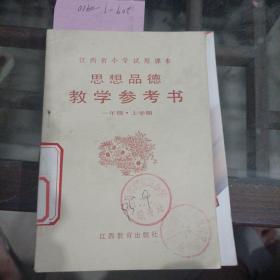 江西省小学试用课本
思想品德
教学参考书
一年级·上学期
江西教育出版社